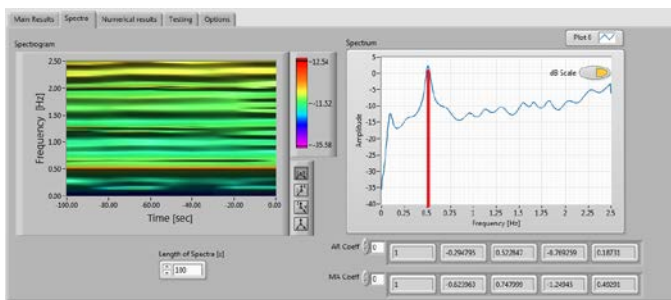 Main Results Spectra Numerical results Testing Options
Spectrogram
2.50
2.00
1.50
1.00
0.50
0.00
Frequency [Hz]
-100.00 -80.00 -60.00 -40.00 -20.00 0.00
Time [sec]
-12.54
-11.52
-35.58
Length of Spectra [s]
100
Spectrum
Plot 0
dB Scale
5
0
-5
-10
-15
-20
-25
-30
-35
-40
Amplitude
0 0.25 0.5 0.75 1 1.25 1.5 1.75 2 2.25 2.5
Frequency [Hz]
AR Coeff 0 1 -0.294795 0.522847 -0.769259 0.18731
MA Coeff 0 1 -0.623963 0.747999 -1.24945 0.49291